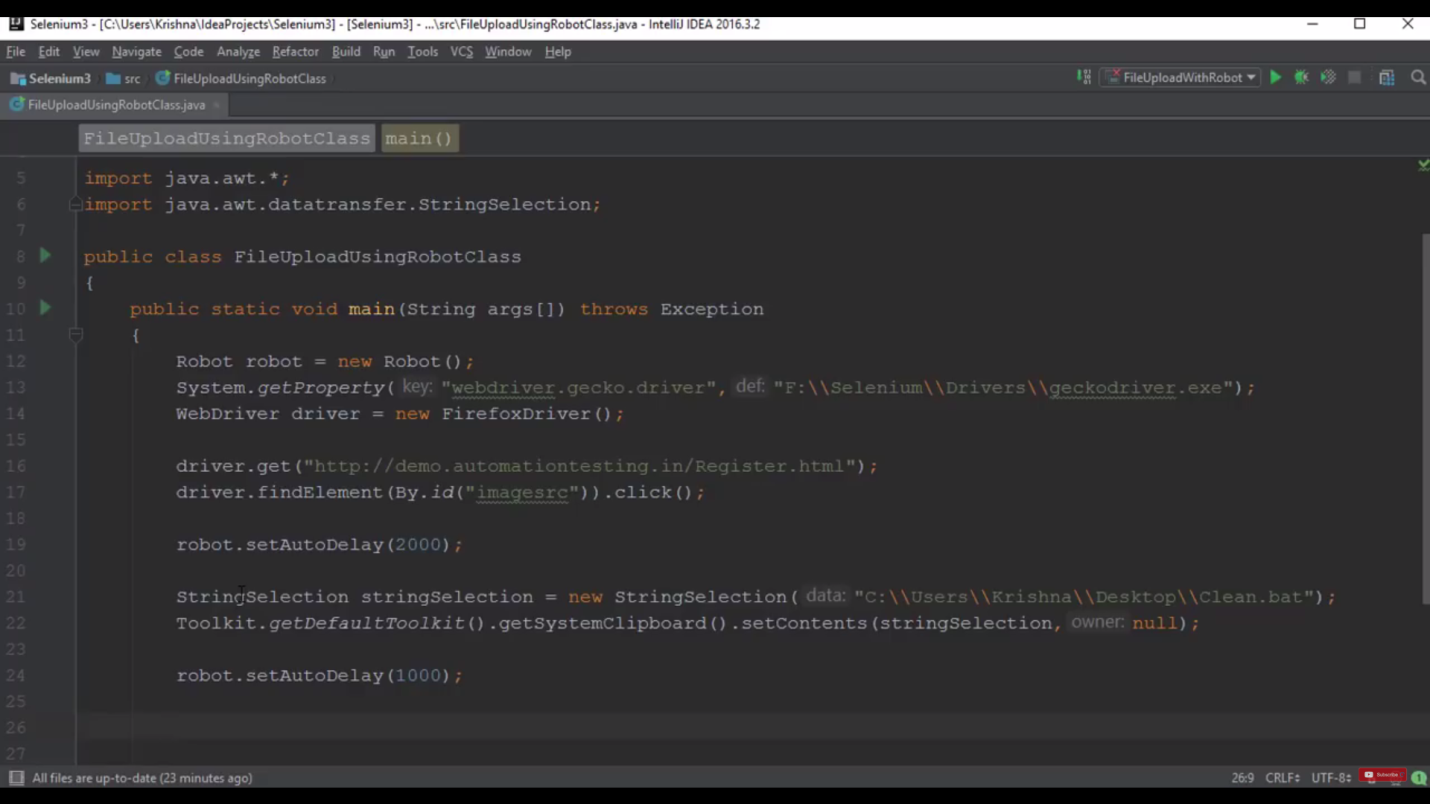 Selenium3 - [C:\Users\Krishna\IdeaProjects\Selenium3] - [Selenium3] - ...\src\FileUploadUsingRobotClass.java - IntelliJ IDEA 2016.3.2
File Edit View Navigate Code Analyze Refactor Build Run Tools VCS Window Help
Selenium3 src FileUploadUsingRobotClass FileUploadWithRobot
FileUploadUsingRobotClass.java
FileUploadUsingRobotClass main()
5 import java.awt.*;
6 import java.awt.datatransfer.StringSelection;
7
8 public class FileUploadUsingRobotClass
9 {
10 public static void main(String args[]) throws Exception
11 {
12 Robot robot = new Robot();
13 System.getProperty( key: "webdriver.gecko.driver", def: "F:\\Selenium\\Drivers\\geckodriver.exe");
14 WebDriver driver = new FirefoxDriver();
15
16 driver.get("http://demo.automationtesting.in/Register.html");
17 driver.findElement(By.id("imagesrc")).click();
18
19 robot.setAutoDelay(2000);
20
21 StringSelection stringSelection = new StringSelection( data: "C:\\Users\\Krishna\\Desktop\\Clean.bat");
22 Toolkit.getDefaultToolkit().getSystemClipboard().setContents(stringSelection, owner: null);
23
24 robot.setAutoDelay(1000);
25
26
27
All files are up-to-date (23 minutes ago) 26:9 CRLF UTF-8 Subscribe 1